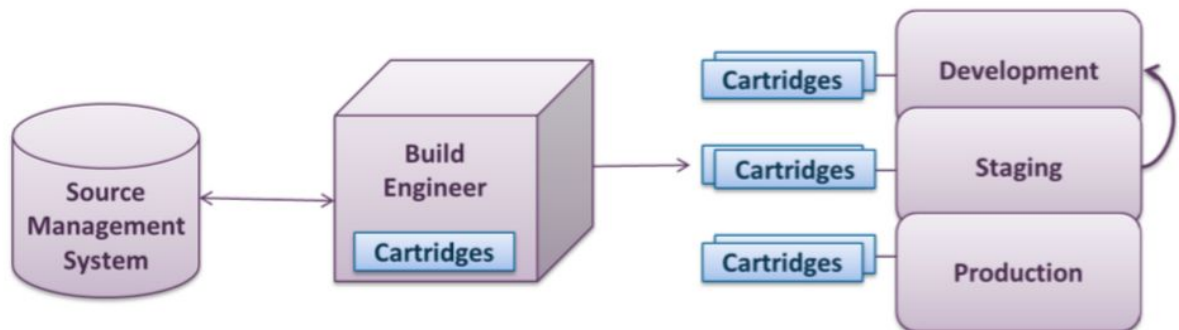 Source
Management
System
Build
Engineer
Cartridges
Cartridges
Development
Cartridges
Staging
Cartridges
Production